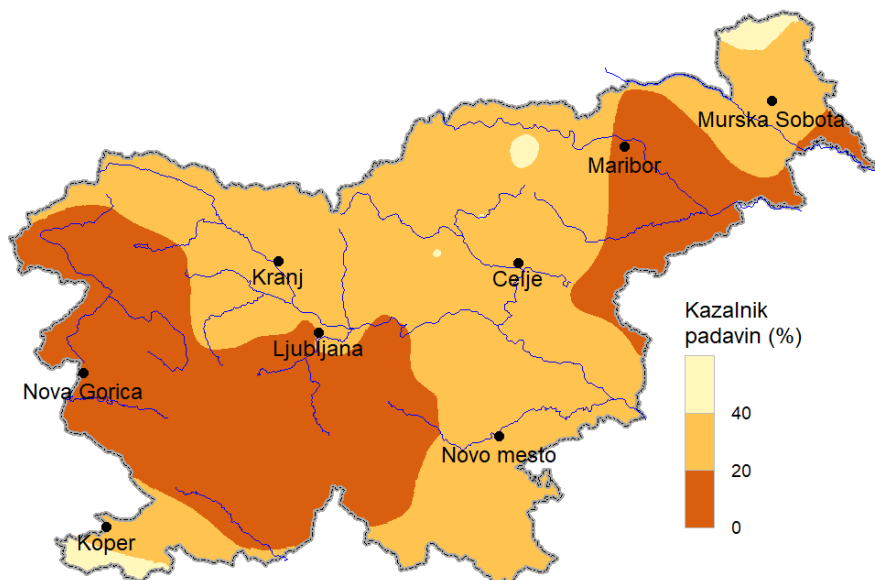 Murska Sobota
Maribor
Kranj
Celje
Kazalnik
padavin (%)
Ljubljana
Nova Gorica
40
Novo mesto
20
0
Koper